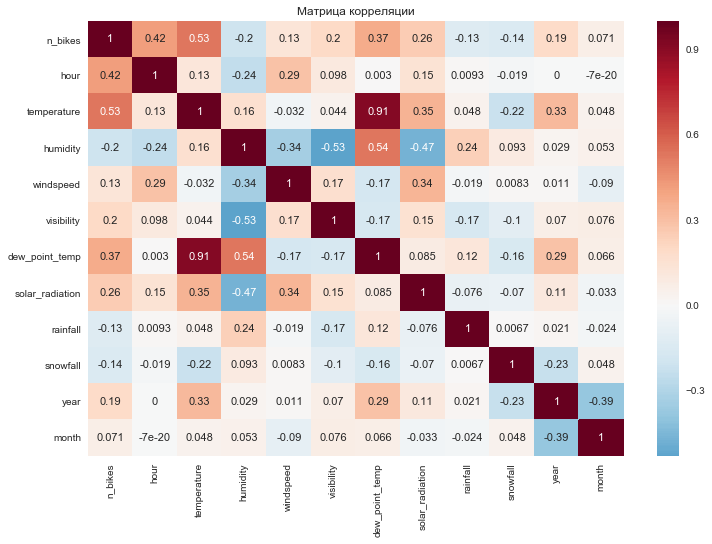 Матрица корреляции
n_bikes 1 0.42 0.53 -0.2 0.13 0.2 0.37 0.26 -0.13 -0.14 0.19 0.071
hour 0.42 1 0.13 -0.24 0.29 0.098 0.003 0.15 0.0093 -0.019 0 -7e-20
temperature 0.53 0.13 1 0.16 -0.032 0.044 0.91 0.35 0.048 -0.22 0.33 0.048
humidity -0.2 -0.24 0.16 1 -0.34 -0.53 0.54 -0.47 0.24 0.093 0.029 0.053
windspeed 0.13 0.29 -0.032 -0.34 1 0.17 -0.17 0.34 -0.019 0.0083 0.011 -0.09
visibility 0.2 0.098 0.044 -0.53 0.17 1 -0.17 0.15 -0.17 -0.1 0.07 0.076
dew_point_temp 0.37 0.003 0.91 0.54 -0.17 -0.17 1 0.085 0.12 -0.16 0.29 0.066
solar_radiation 0.26 0.15 0.35 -0.47 0.34 0.15 0.085 1 -0.076 -0.07 0.11 -0.033
rainfall -0.13 0.0093 0.048 0.24 -0.019 -0.17 0.12 -0.076 1 0.0067 0.021 -0.024
snowfall -0.14 -0.019 -0.22 0.093 0.0083 -0.1 -0.16 -0.07 0.0067 1 -0.23 0.048
year 0.19 0 0.33 0.029 0.011 0.07 0.29 0.11 0.021 -0.23 1 -0.39
month 0.071 -7e-20 0.048 0.053 -0.09 0.076 0.066 -0.033 -0.024 0.048 -0.39 1
n_bikes hour temperature humidity windspeed visibility dew_point_temp solar_radiation rainfall snowfall year month
0.9
0.6
0.3
0.0
−0.3